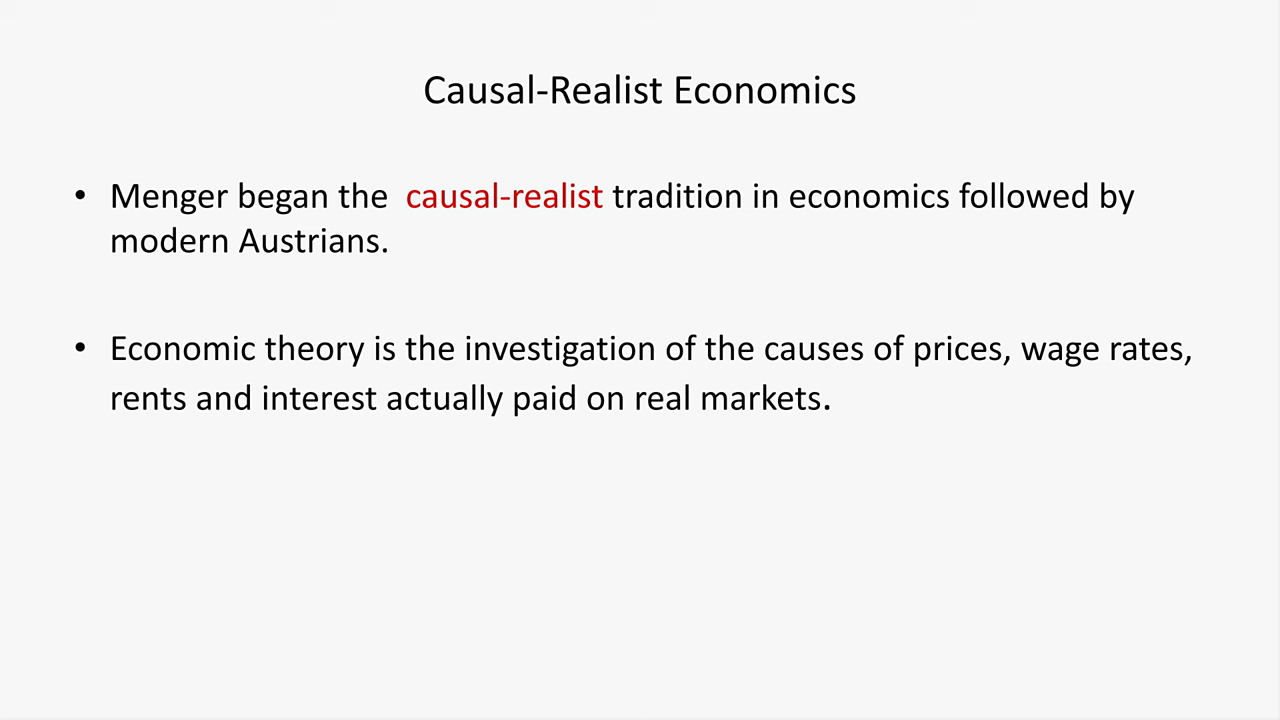 Causal-Realist Economics
• Menger began the  causal-realist tradition in economics followed by
modern Austrians.
• Economic theory is the investigation of the causes of prices, wage rates,
rents and interest actually paid on real markets.